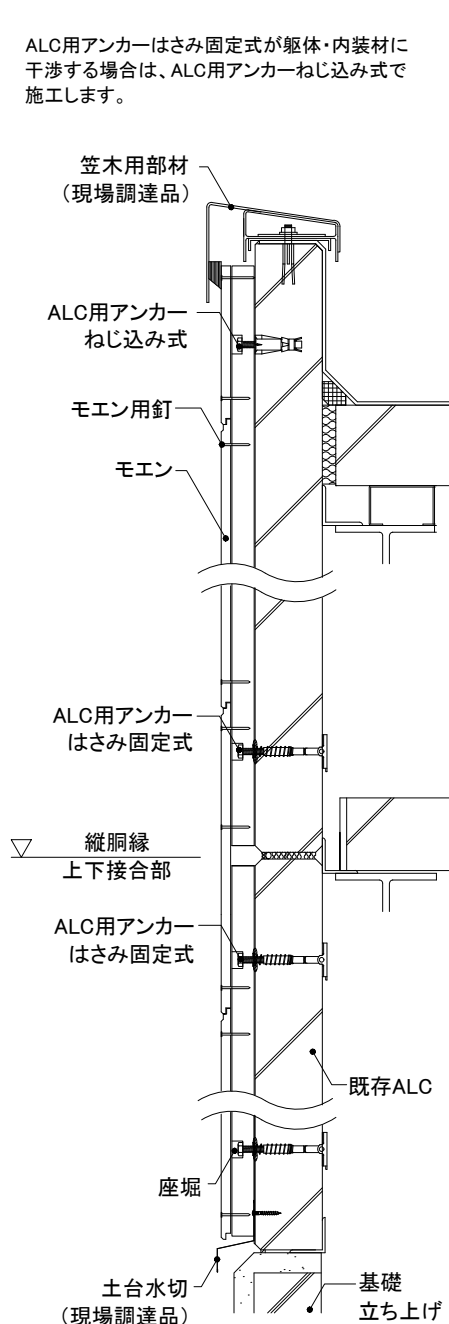 ALC用アンカーはさみ固定式が躯体・内装材に
干渉する場合は、ALC用アンカーねじ込み式で
施工します。
笠木用部材
（現場調達品）
ALC用アンカー
ねじ込み式
モエン用釘
モエン
ALC用アンカー
はさみ固定式
縦胴縁
上下接合部
ALC用アンカー
はさみ固定式
既存ALC
座堀
土台水切
（現場調達品）
基礎
立ち上げ